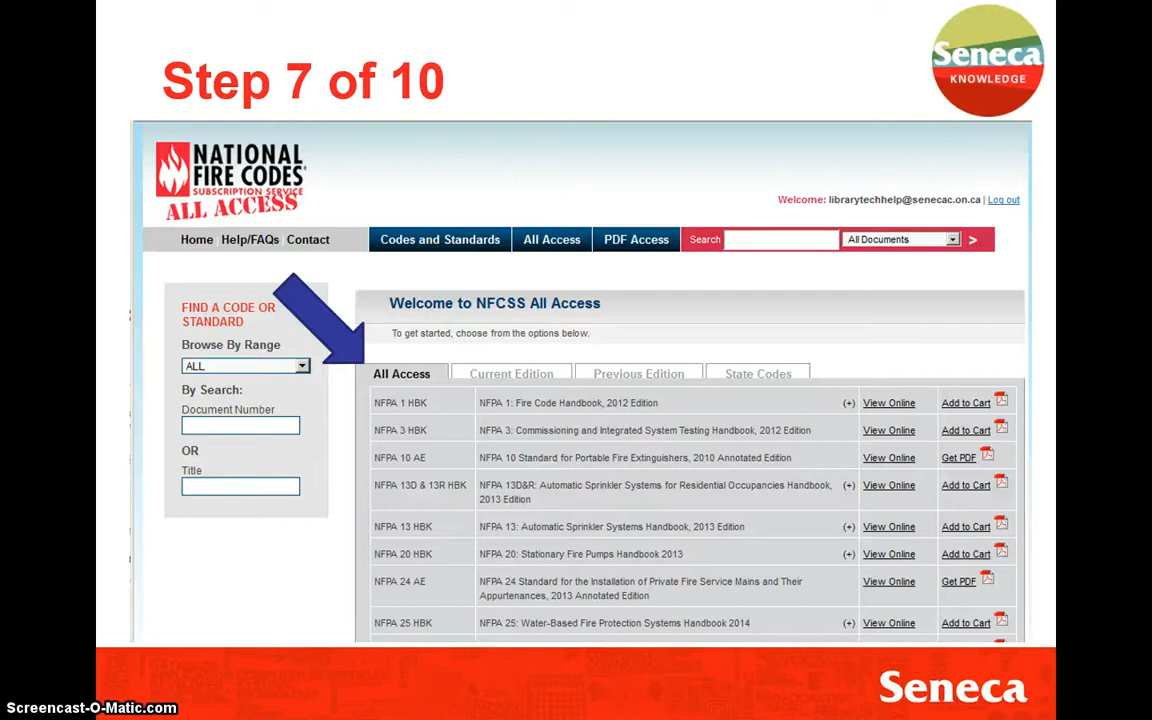 Seneca
KNOWLEDGE
Step 7 of 10
NATIONAL
FIRE CODES
SUBSCRIPTION SERVICE
ALL ACCESS
Welcome: librarytechhelp@senecac.on.ca | Log out
Home Help/FAQs Contact Codes and Standards All Access PDF Access Search All Documents >
FIND A CODE OR
STANDARD
Browse By Range
ALL
By Search:
Document Number
OR
Title
Welcome to NFCSS All Access
To get started, choose from the options below.
All Access Current Edition Previous Edition State Codes
NFPA 1 HBK NFPA 1: Fire Code Handbook, 2012 Edition (+) View Online Add to Cart
NFPA 3 HBK NFPA 3: Commissioning and Integrated System Testing Handbook, 2012 Edition View Online Add to Cart
NFPA 10 AE NFPA 10 Standard for Portable Fire Extinguishers, 2010 Annotated Edition View Online Get PDF
NFPA 13D & 13R HBK NFPA 13D&R: Automatic Sprinkler Systems for Residential Occupancies Handbook, (+) View Online Add to Cart
2013 Edition
NFPA 13 HBK NFPA 13: Automatic Sprinkler Systems Handbook, 2013 Edition (+) View Online Add to Cart
NFPA 20 HBK NFPA 20: Stationary Fire Pumps Handbook 2013 (+) View Online Add to Cart
NFPA 24 AE NFPA 24 Standard for the Installation of Private Fire Service Mains and Their View Online Get PDF
Appurtenances, 2013 Annotated Edition
NFPA 25 HBK NFPA 25: Water-Based Fire Protection Systems Handbook 2014 (+) View Online Add to Cart
Seneca
Screencast-O-Matic.com